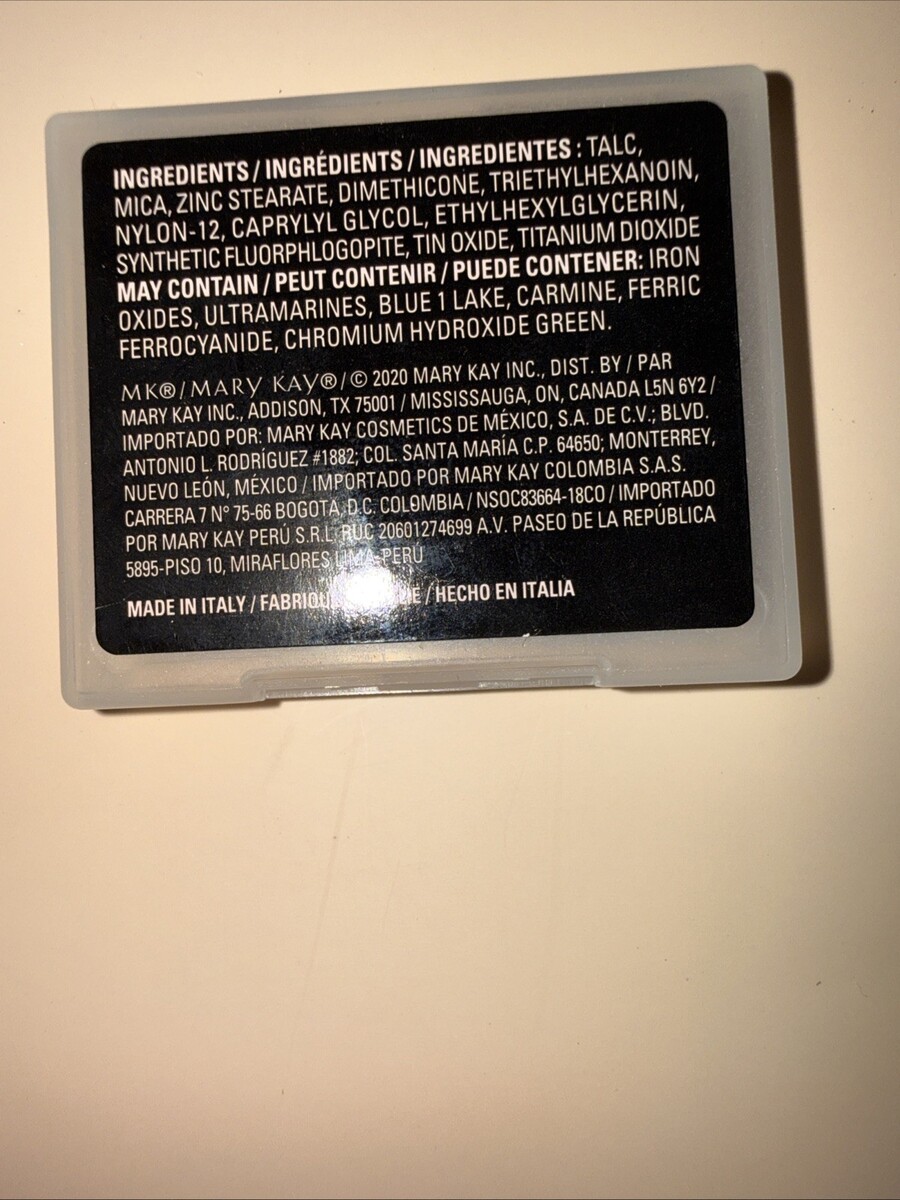 INGREDIENTS / INGRÉDIENTS / INGREDIENTES : TALC,
MICA, ZINC STEARATE, DIMETHICONE, TRIETHYLHEXANOIN,
NYLON-12, CAPRYLYL GLYCOL, ETHYLHEXYLGLYCERIN,
SYNTHETIC FLUORPHLOGOPITE, TIN OXIDE, TITANIUM DIOXIDE
MAY CONTAIN / PEUT CONTENIR / PUEDE CONTENER: IRON
OXIDES, ULTRAMARINES, BLUE 1 LAKE, CARMINE, FERRIC
FERROCYANIDE, CHROMIUM HYDROXIDE GREEN.
MK®/MARY KAY®/© 2020 MARY KAY INC., DIST. BY / PAR
MARY KAY INC., ADDISON, TX 75001 / MISSISSAUGA, ON, CANADA L5N 6Y2 /
IMPORTADO POR: MARY KAY COSMETICS DE MÉXICO, S.A. DE C.V.; BLVD.
ANTONIO L. RODRÍGUEZ #1882; COL. SANTA MARÍA C.P. 64650; MONTERREY,
NUEVO LEÓN, MÉXICO / IMPORTADO POR MARY KAY COLOMBIA S.A.S.
CARRERA 7 N° 75-66 BOGOTÁ, D.C. COLOMBIA / NSOC83664-18CO / IMPORTADO
POR MARY KAY PERÚ S.R.L, RUC 20601274699 A.V. PASEO DE LA REPÚBLICA
5895-PISO 10, MIRAFLORES LIMA-PERÚ
MADE IN ITALY / / HECHO EN ITALIA